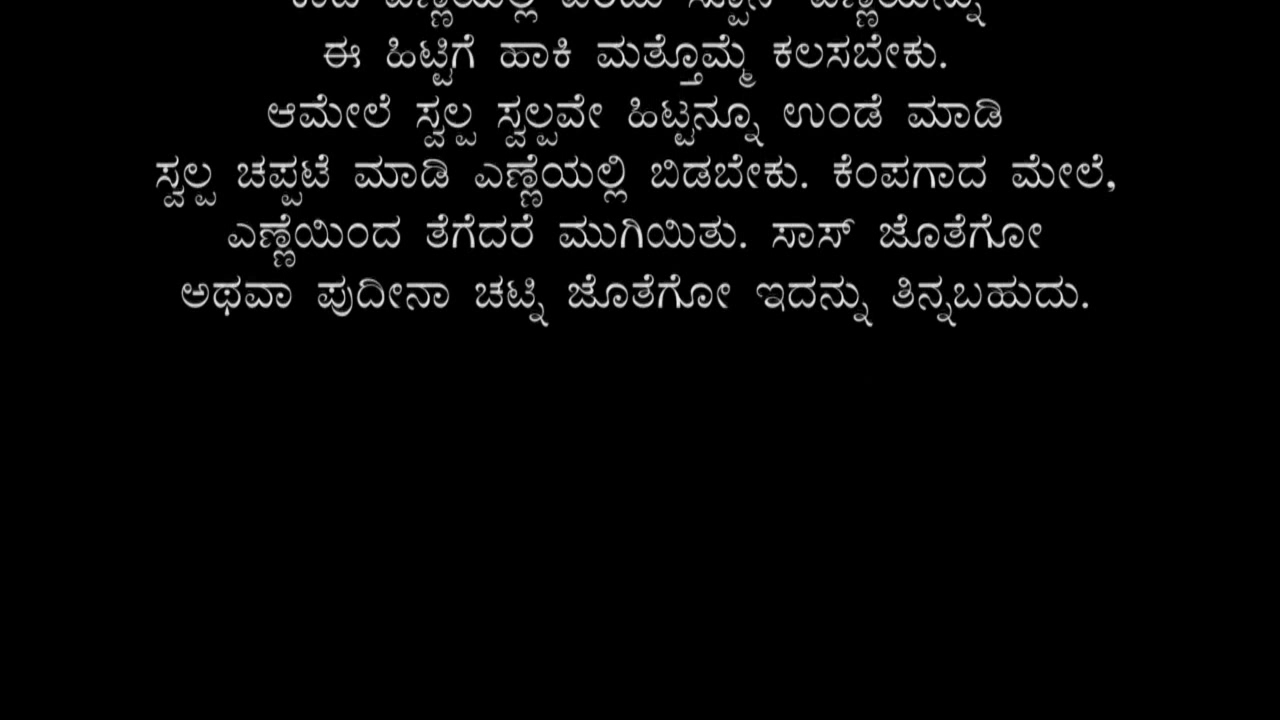 ಈ ಹಿಟ್ಟಿಗೆ ಹಾಕಿ ಮತ್ತೊಮ್ಮೆ ಕಲಸಬೇಕು.
ಆಮೇಲೆ ಸ್ವಲ್ಪ ಸ್ವಲ್ಪವೇ ಹಿಟ್ಟನ್ನೂ ಉಂಡೆ ಮಾಡಿ
ಸ್ವಲ್ಪ ಚಪ್ಪಟೆ ಮಾಡಿ ಎಣ್ಣೆಯಲ್ಲಿ ಬಿಡಬೇಕು. ಕೆಂಪಗಾದ ಮೇಲೆ,
ಎಣ್ಣೆಯಿಂದ ತೆಗೆದರೆ ಮುಗಿಯಿತು. ಸಾಸ್ ಜೊತೆಗೋ
ಅಥವಾ ಪುದೀನಾ ಚಟ್ನಿ ಜೊತೆಗೋ ಇದನ್ನು ತಿನ್ನಬಹುದು.